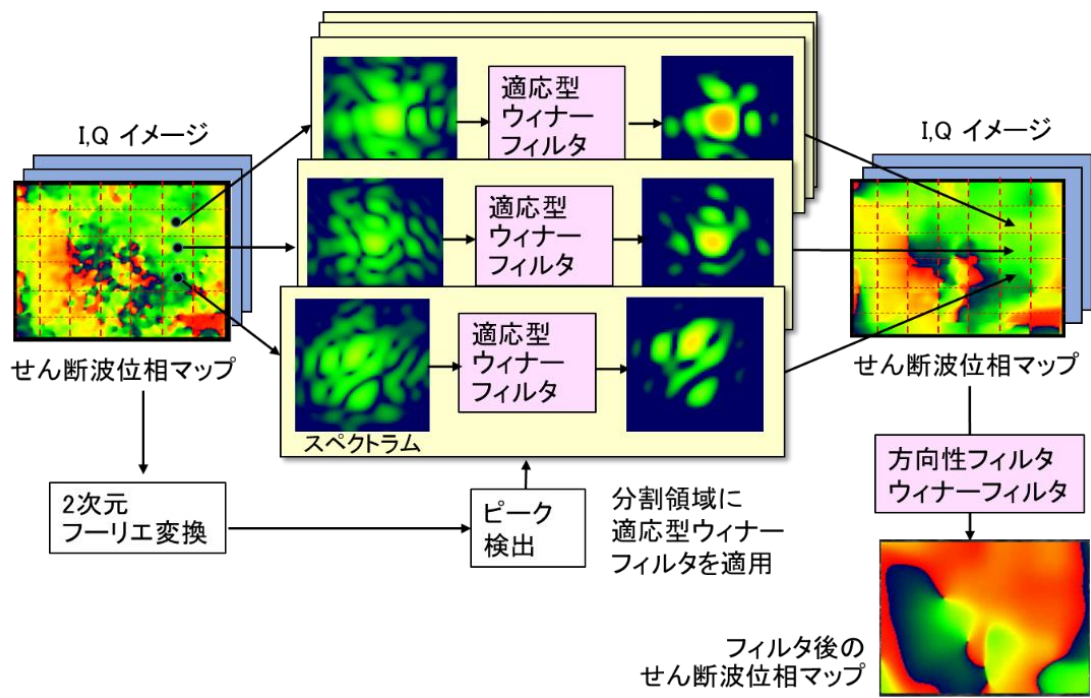 I,Q イメージ
せん断波位相マップ
適応型
ウィナー
フィルタ
適応型
ウィナー
フィルタ
適応型
ウィナー
フィルタ
スペクトラム
I,Q イメージ
せん断波位相マップ
2次元
フーリエ変換
ピーク
検出
分割領域に
適応型ウィナー
フィルタを適用
方向性フィルタ
ウィナーフィルタ
フィルタ後の
せん断波位相マップ